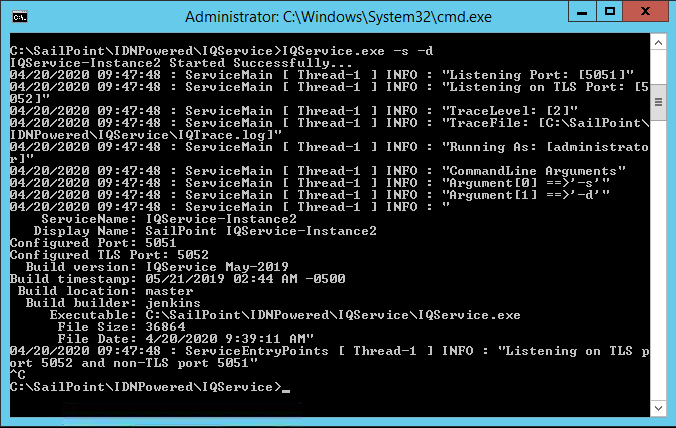 Administrator: C:\Windows\System32\cmd.exe
C:\SailPoint\IDNPowered\IQService>IQService.exe -s -d
IQService-Instance2 Started Successfully...
04/20/2020 09:47:48 : ServiceMain [ Thread-1 ] INFO : "Listening Port: [5051]"
04/20/2020 09:47:48 : ServiceMain [ Thread-1 ] INFO : "Listening on TLS Port: [5
052]"
04/20/2020 09:47:48 : ServiceMain [ Thread-1 ] INFO : "TraceLevel: [2]"
04/20/2020 09:47:48 : ServiceMain [ Thread-1 ] INFO : "TraceFile: [C:\SailPoint\
IDNPowered\IQService\IQTrace.log]"
04/20/2020 09:47:48 : ServiceMain [ Thread-1 ] INFO : "Running As: [administrato
r]"
04/20/2020 09:47:48 : ServiceMain [ Thread-1 ] INFO : "CommandLine Arguments"
04/20/2020 09:47:48 : ServiceMain [ Thread-1 ] INFO : "Argument[0] ==>'-s'"
04/20/2020 09:47:48 : ServiceMain [ Thread-1 ] INFO : "Argument[1] ==>'-d'"
04/20/2020 09:47:48 : ServiceMain [ Thread-1 ] INFO : "
ServiceName: IQService-Instance2
Display Name: SailPoint IQService-Instance2
Configured Port: 5051
Configured TLS Port: 5052
Build version: IQService May-2019
Build timestamp: 05/21/2019 02:44 AM -0500
Build location: master
Build builder: jenkins
Executable: C:\SailPoint\IDNPowered\IQService\IQService.exe
File Size: 36864
File Date: 4/20/2020 9:39:11 AM"
04/20/2020 09:47:48 : ServiceEntryPoints [ Thread-1 ] INFO : "Listening on TLS p
ort 5052 and non-TLS port 5051"
^C
C:\SailPoint\IDNPowered\IQService>_